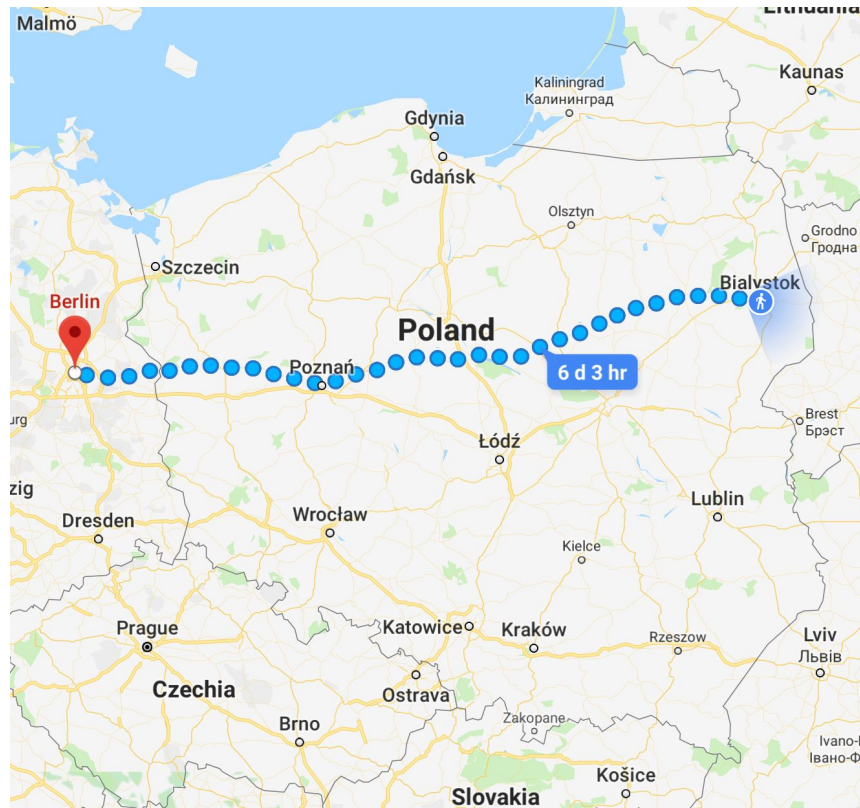 Malmö
Lithuania
Kaunas
Kaliningrad
Калининград
Gdynia
Gdańsk
Olsztyn
Grodno
Гродна
Szczecin
Bialystok
Berlin
Poland
Poznań
6 d 3 hr
Brest
Брэст
urg
Łódź
zig
Lublin
Dresden
Wrocław
Kielce
Prague
Katowice
Kraków
Rzeszow
Lviv
Львів
Czechia
Ostrava
Zakopane
Brno
Ivano-F
Івано-Ф
Košice
Slovakia